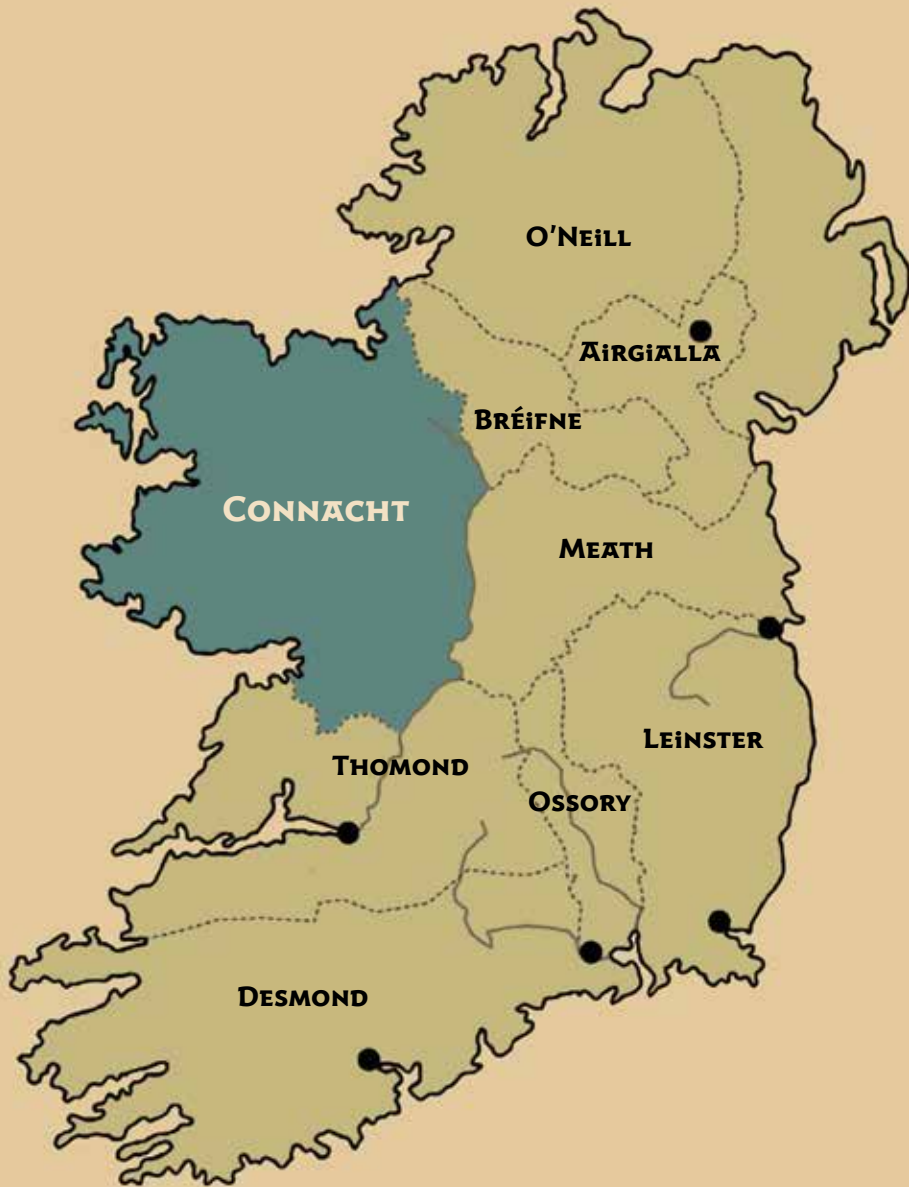 O'Neill
Airgialla
Bréifne
Connacht
Meath
Leinster
Thomond
Ossory
Desmond